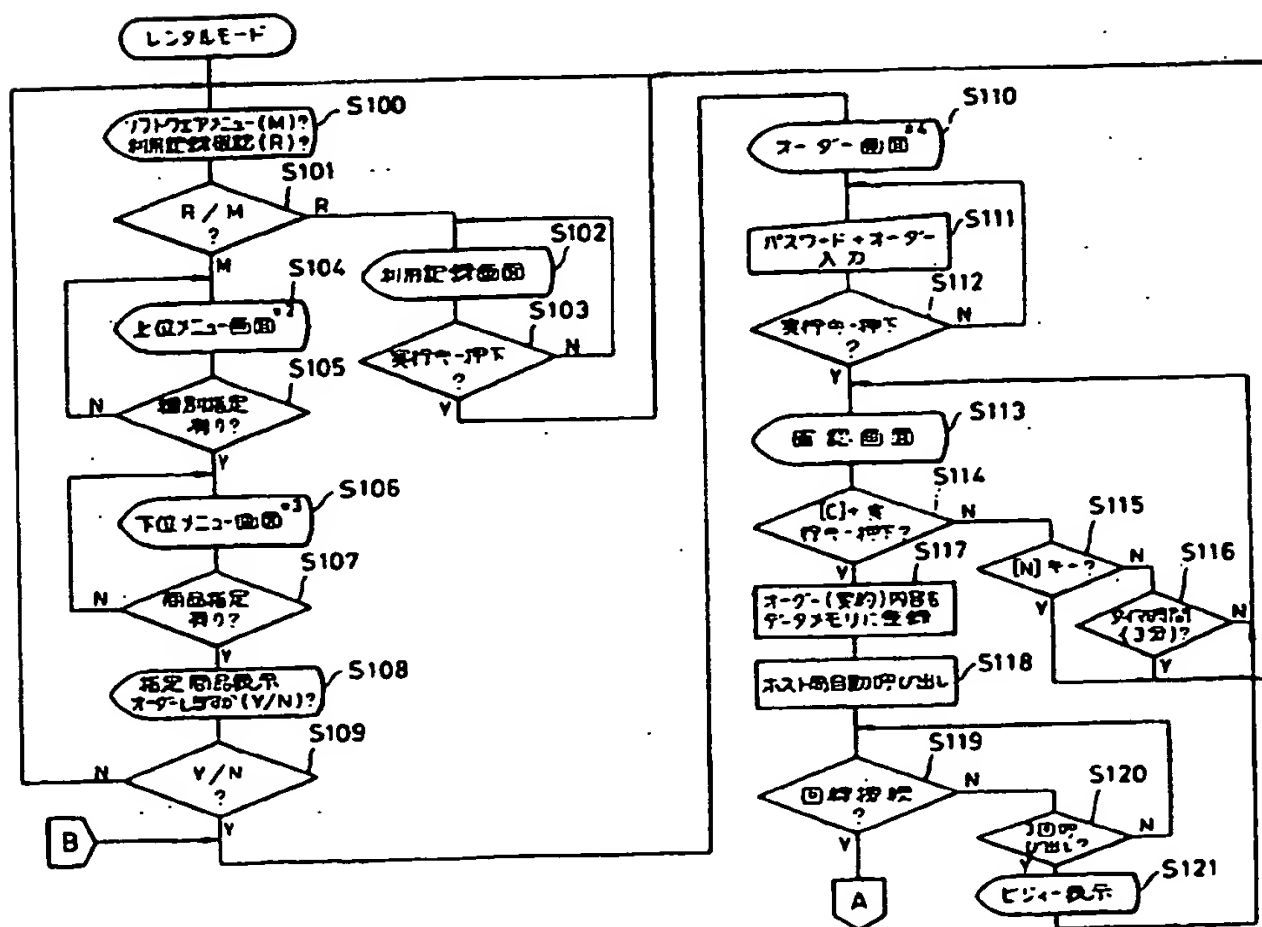 レンタルモード
S100
ソフトウェアメニュー(M)?
利用記録確認(R)?
S101
R/M
?
R
M
S102
利用記録画面
S103
実行キー押下
?
N
Y
S104
上位メニュー画面*2
S105
種別指定
有り?
N
Y
S106
下位メニュー画面*3
S107
商品指定
有り?
N
Y
S108
指定商品表示
オーダーしますか(Y/N)?
S109
Y/N
?
N
Y
B
S110
オーダー画面*4
S111
パスワード+オーダー
入力
S112
実行キー押下
?
N
Y
S113
確認画面
S114
[C]+実
行キー押下?
N
Y
S115
[N]キー?
N
Y
S116
タイマ時間
(3分)?
N
Y
S117
オーダー(契約)内容を
データメモリに登録
S118
ホスト局自動呼び出し
S119
回線接続
?
N
Y
S120
び出し?
N
Y
S121
ビジィー表示
A